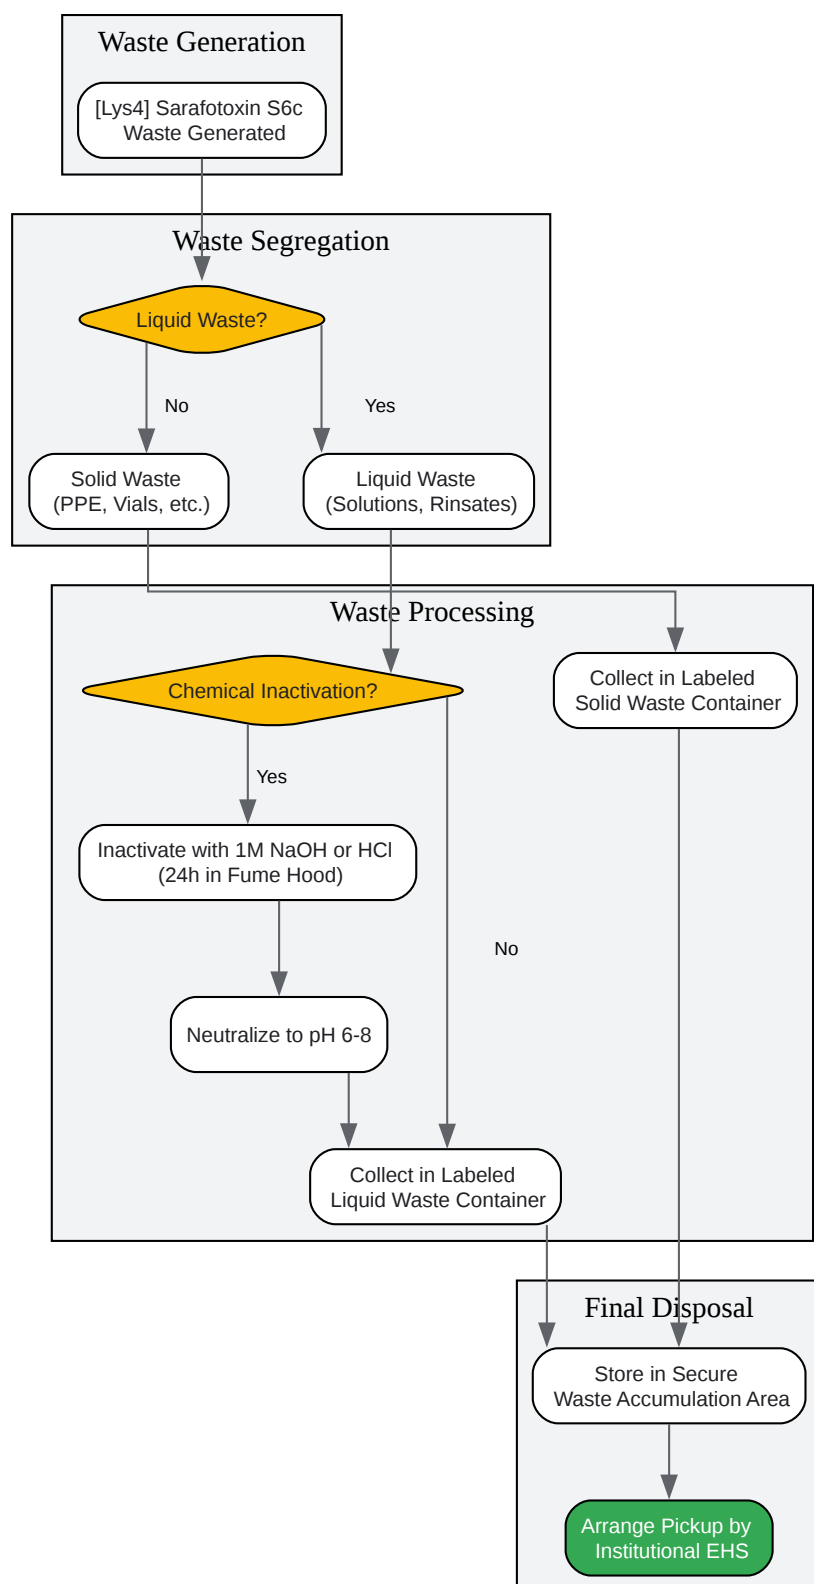 Waste Generation
[Lys4] Sarafotoxin S6c
Waste Generated
Waste Segregation
Liquid Waste?
No
Yes
Solid Waste
(PPE, Vials, etc.)
Liquid Waste
(Solutions, Rinsates)
Waste Processing
Chemical Inactivation?
Collect in Labeled
Solid Waste Container
Yes
Inactivate with 1M NaOH or HCl
(24h in Fume Hood)
No
Neutralize to pH 6-8
Collect in Labeled
Liquid Waste Container
Final Disposal
Store in Secure
Waste Accumulation Area
Arrange Pickup by
Institutional EHS